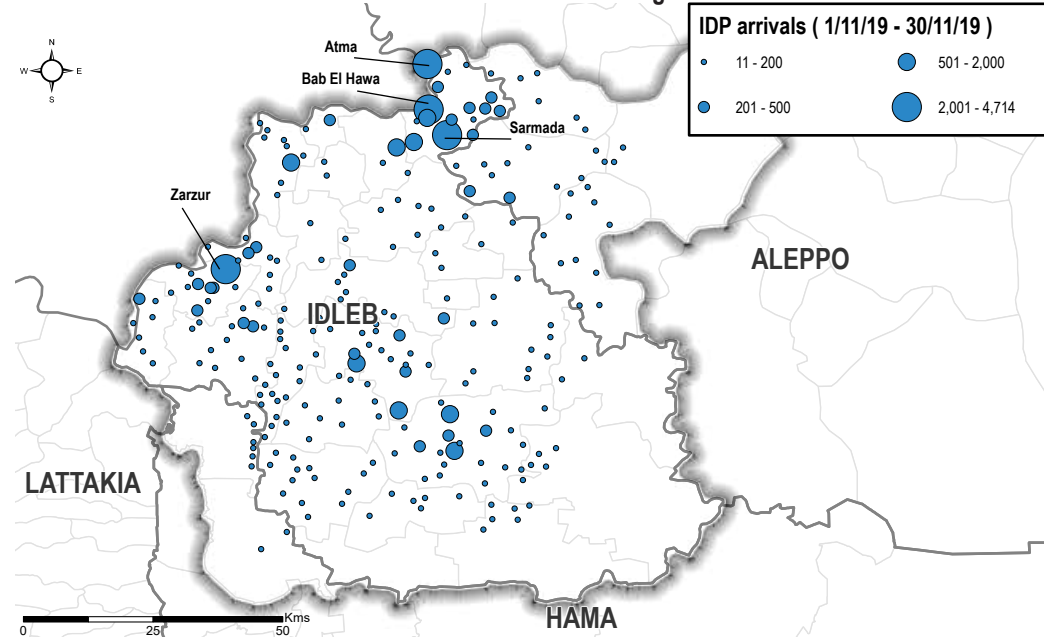 g
IDP arrivals ( 1/11/19 - 30/11/19 )
11 - 200
501 - 2,000
201 - 500
2,001 - 4,714
N
W
E
S
Atma
Bab El Hawa
Sarmada
Zarzur
ALEPPO
IDLEB
LATTAKIA
HAMA
Kms
0
25
50